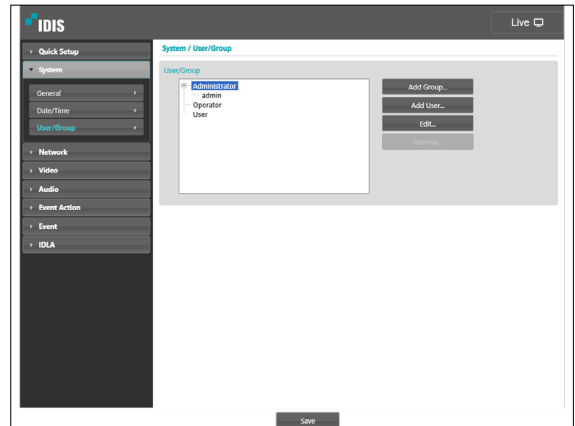 IDIS
Live
Quick Setup
System
General
Date/Time
User/Group
Network
Video
Audio
Event Action
Event
IDLA
System / User/Group
User/Group
Administrator
admin
Operator
User
Add Group...
Add User...
Edit...
Remove...
Save